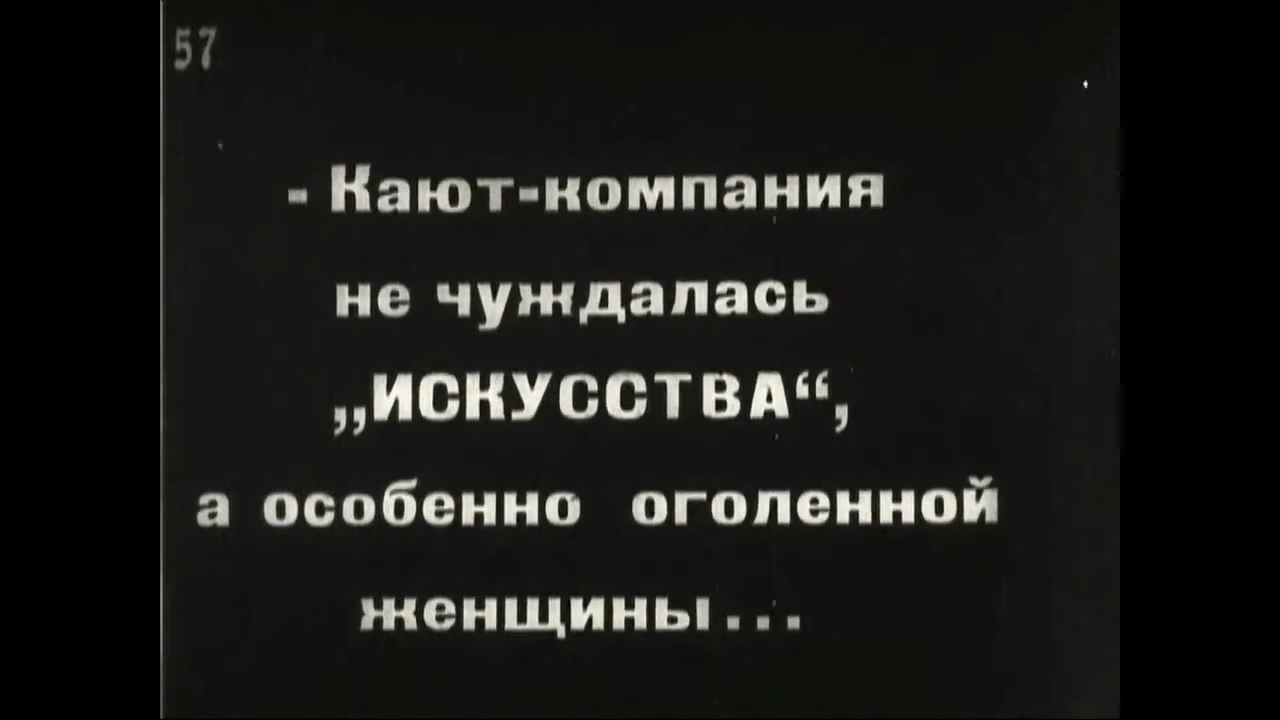 57
- Кают-компания
не чуждалась
„ИСКУССТВА“,
а особенно оголенной
женщины...